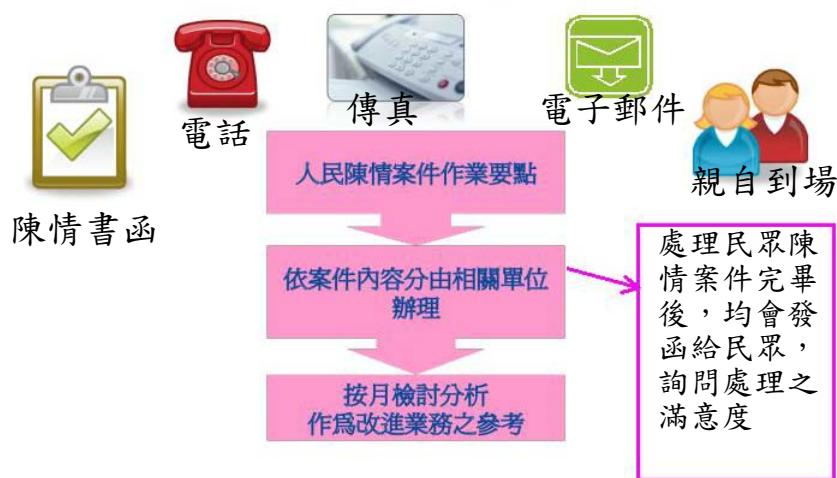 電話
傳真
電子郵件
親自到場
陳情書函
人民陳情案件作業要點
依案件內容分由相關單位
辦理
按月檢討分析
作爲改進業務之參考
處理民眾陳
情案件完畢
後，均會發
函給民眾，
詢問處理之
滿意度